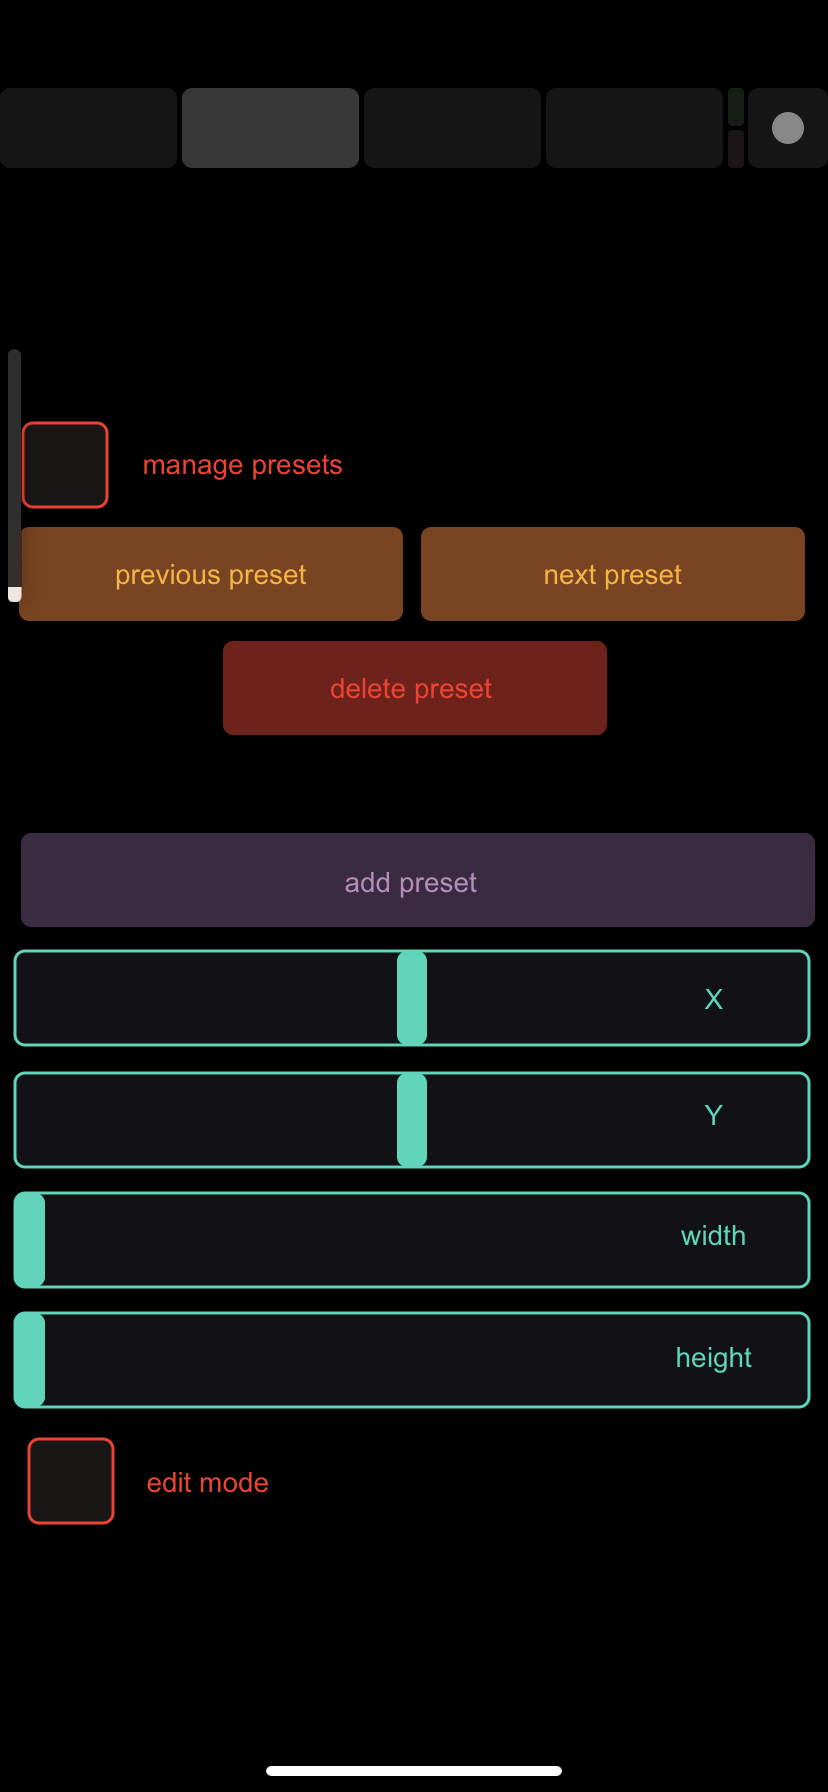 manage presets
previous preset
next preset
delete preset
add preset
X
Y
width
height
edit mode